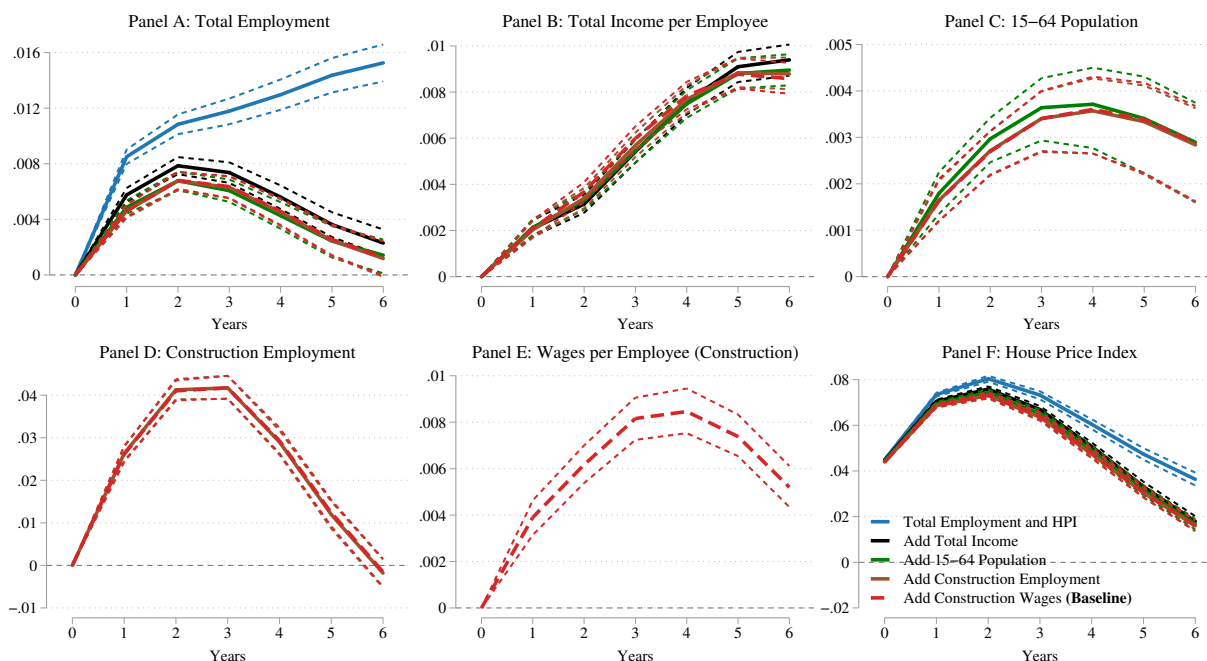 Panel A: Total Employment
.016
.012
.008
.004
0
0 1 2 3 4 5 6
Years
Panel B: Total Income per Employee
.01
.008
.006
.004
.002
0
0 1 2 3 4 5 6
Years
Panel C: 15−64 Population
.005
.004
.003
.002
.001
0
0 1 2 3 4 5 6
Years
Panel D: Construction Employment
.04
.03
.02
.01
0
−.01
0 1 2 3 4 5 6
Years
Panel E: Wages per Employee (Construction)
.01
.008
.006
.004
.002
0
0 1 2 3 4 5 6
Years
Panel F: House Price Index
.08
.06
.04
.02
0
−.02
Total Employment and HPI
Add Total Income
Add 15−64 Population
Add Construction Employment
Add Construction Wages (Baseline)
0 1 2 3 4 5 6
Years